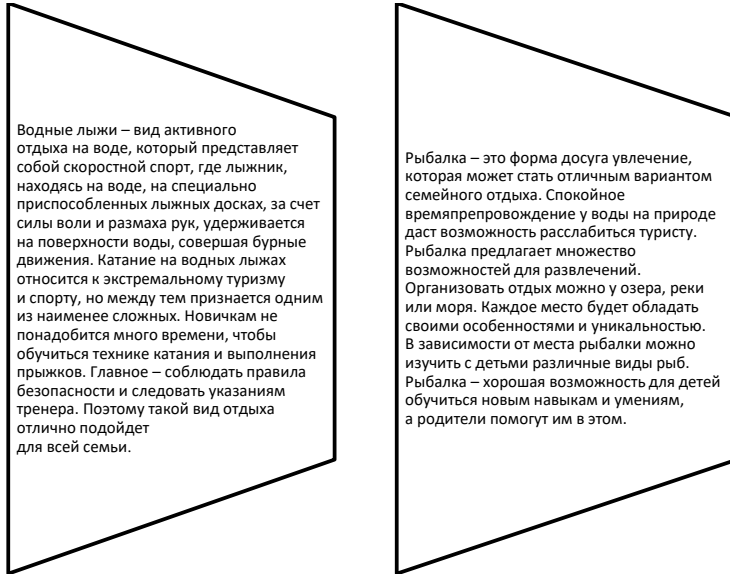 Водные лыжи – вид активного
отдыха на воде, который представляет
собой скоростной спорт, где лыжник,
находясь на воде, на специально
приспособленных лыжных досках, за счет
силы воли и размаха рук, удерживается
на поверхности воды, совершая бурные
движения. Катание на водных лыжах
относится к экстремальному туризму
и спорту, но между тем признается одним
из наименее сложных. Новичкам не
понадобится много времени, чтобы
обучиться технике катания и выполнения
прыжков. Главное – соблюдать правила
безопасности и следовать указаниям
тренера. Поэтому такой вид отдыха
отлично подойдет
для всей семьи.
Рыбалка – это форма досуга увлечение,
которая может стать отличным вариантом
семейного отдыха. Спокойное
времяпрепровождение у воды на природе
даст возможность расслабиться туристу.
Рыбалка предлагает множество
возможностей для развлечений.
Организовать отдых можно у озера, реки
или моря. Каждое место будет обладать
своими особенностями и уникальностью.
В зависимости от места рыбалки можно
изучить с детьми различные виды рыб.
Рыбалка – хорошая возможность для детей
обучиться новым навыкам и умениям,
а родители помогут им в этом.